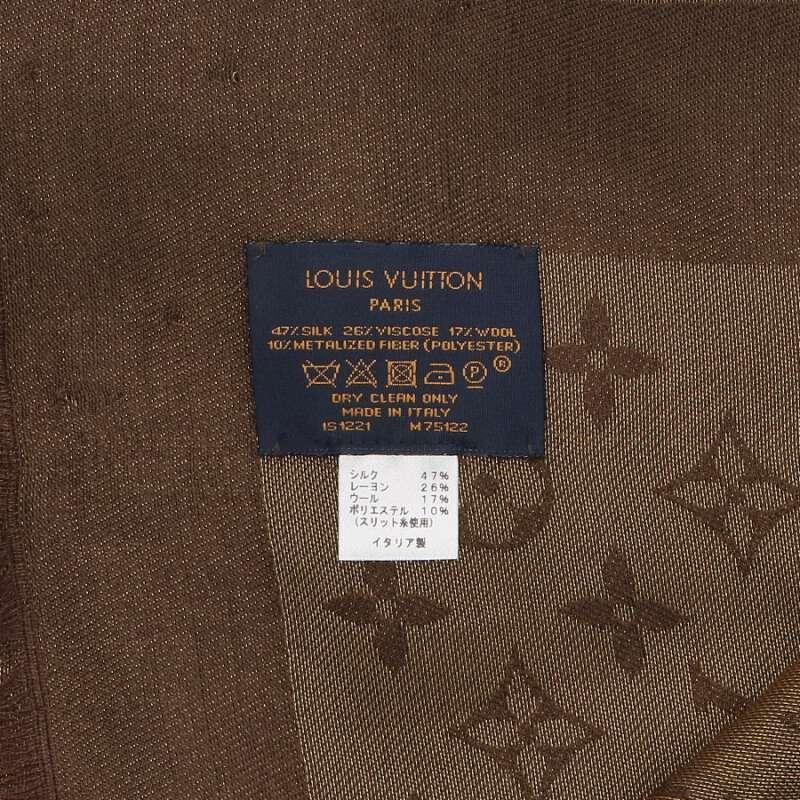 LOUIS VUITTON
PARIS
47% SILK 26% VISCOSE 17% WOOL
10% METALIZED FIBER (POLYESTER)
P ®
DRY CLEAN ONLY
MADE IN ITALY
IS1221 M75122
シルク 47%
レーヨン 26%
ウール 17%
ポリエステル 10%
(スリット糸使用)
イタリア製